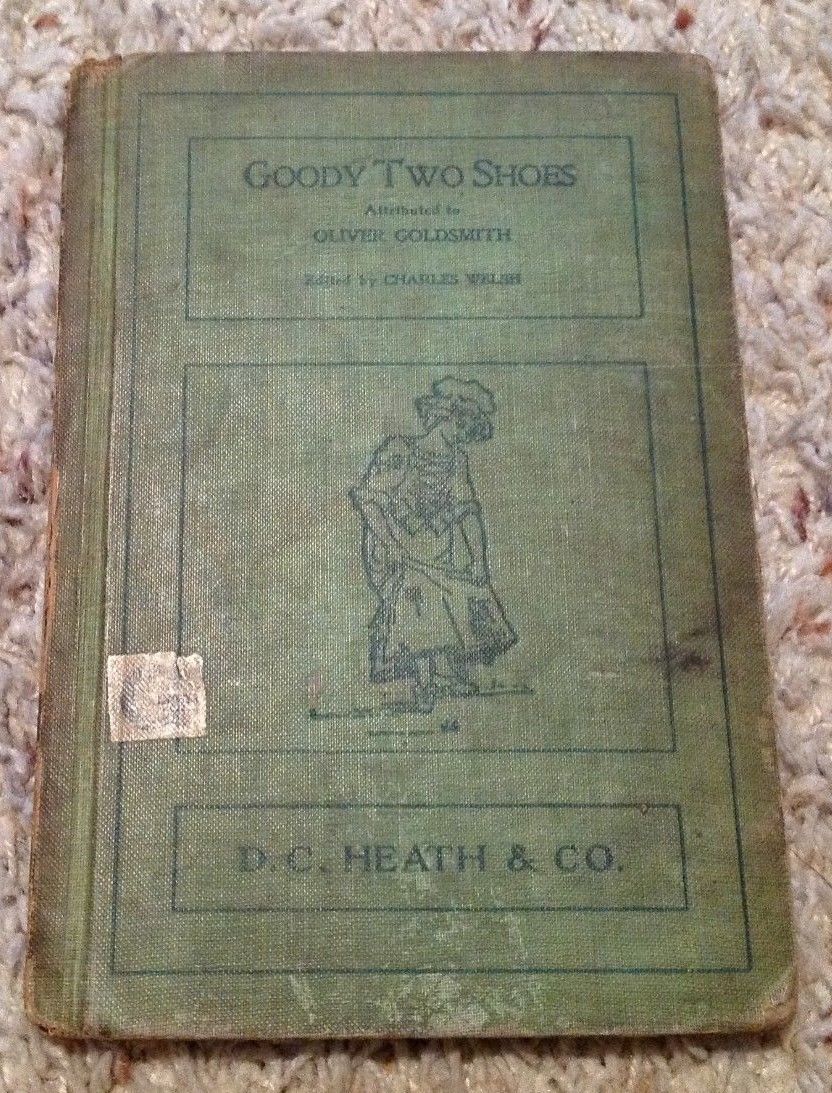 GOODY TWO SHOES
Attributed to
OLIVER GOLDSMITH
Edited by CHARLES WELSH
D. C. HEATH & CO.